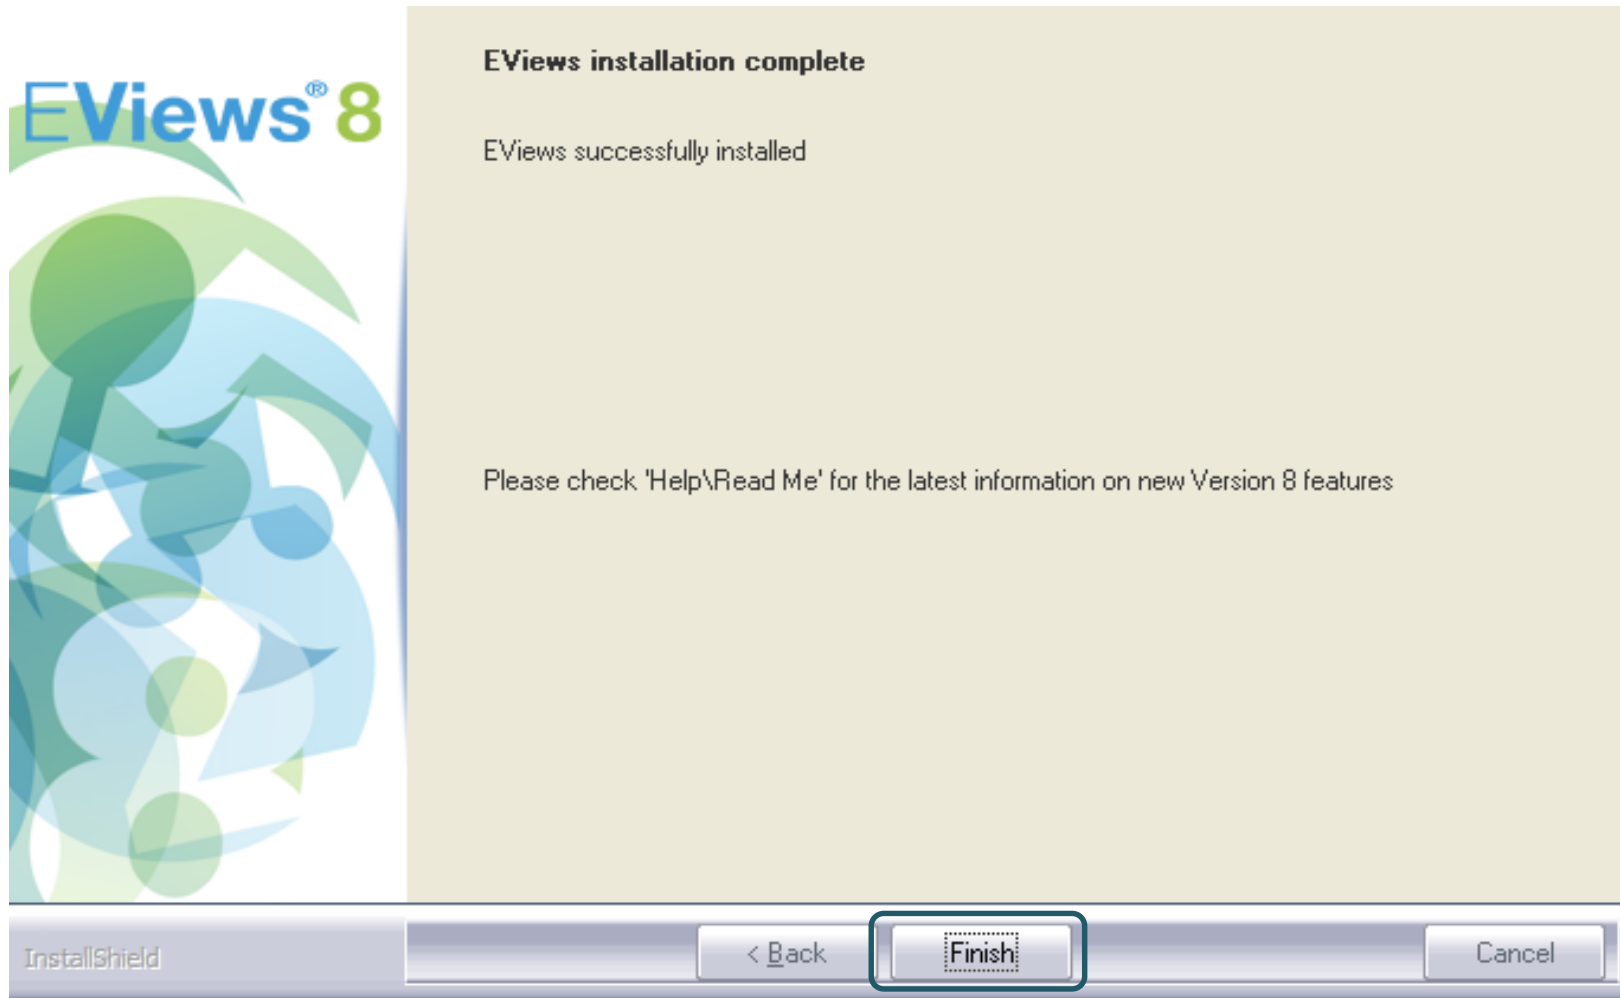 EViews® 8
EViews installation complete
EViews successfully installed
Please check 'Help\Read Me' for the latest information on new Version 8 features
InstallShield
< Back
Finish
Cancel